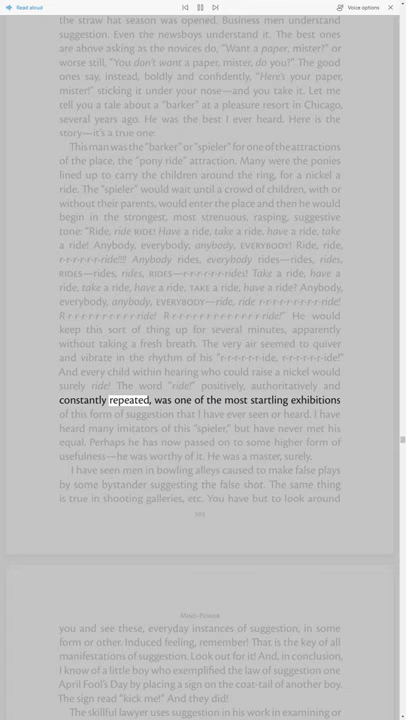 Read aloud
Voice options
the straw hat season was opened. Business men understand
suggestion. Even the newsboys understand it. The best ones
are above asking as the novices do, “Want a paper, mister?” or
worse still, “You don’t want a paper, mister, do you?” The good
ones say, instead, boldly and confidently, “Here’s your paper,
mister!” sticking it under your nose—and you take it. Let me
tell you a tale about a “barker” at a pleasure resort in Chicago,
several years ago. He was the best I ever heard. Here is the
story—it’s a true one:
This man was the “barker” or “spieler” for one of the attractions
of the place, the “pony ride” attraction. Many were the ponies
lined up to carry the children around the ring, for a nickel a
ride. The “spieler” would wait until a crowd of children, with or
without their parents, would enter the place and then he would
begin in the strongest, most strenuous, rasping, suggestive
tone: “Ride, ride RIDE! Have a ride, take a ride, have a ride, take
a ride! Anybody, everybody; anybody, EVERYBODY! Ride, ride,
r-r-r-r-r-ride!!! Anybody rides, everybody rides—rides, rides,
RIDES—rides, rides, RIDES—r-r-r-r-r-rides! Take a ride, have a
ride, take a ride, have a ride, TAKE a ride, have a ride? Anybody,
everybody, anybody, EVERYBODY—ride, ride r-r-r-r-r-r-r-r-ride!
R-r-r-r-r-r-r-r-ride! R-r-r-r-r-r-r-r-ride!” He would
keep this sort of thing up for several minutes, apparently
without taking a fresh breath. The very air seemed to quiver
and vibrate in the rhythm of his “r-r-r-r-r-ide, r-r-r-r-r-ide!”
And every child within hearing who could raise a nickel would
surely ride! The word “ride!” positively, authoritatively and
constantly repeated, was one of the most startling exhibitions
of this form of suggestion that I have ever seen or heard. I have
heard many imitators of this “spieler,” but have never met his
equal. Perhaps he has now passed on to some higher form of
usefulness—he was worthy of it. He was a master, surely.
I have seen men in bowling alleys caused to make false plays
by some bystander suggesting the false shot. The same thing
is true in shooting galleries, etc. You have but to look around
Mind-Power
you and see these, everyday instances of suggestion, in some
form or other. Induced feeling, remember! That is the key of all
manifestations of suggestion. Look out for it! And, in conclusion,
I know of a little boy who exemplified the law of suggestion one
April Fool’s Day by placing a sign on the coat-tail of another boy.
The sign read “kick me!” And they did!
The skillful lawyer uses suggestion in his work in examining or